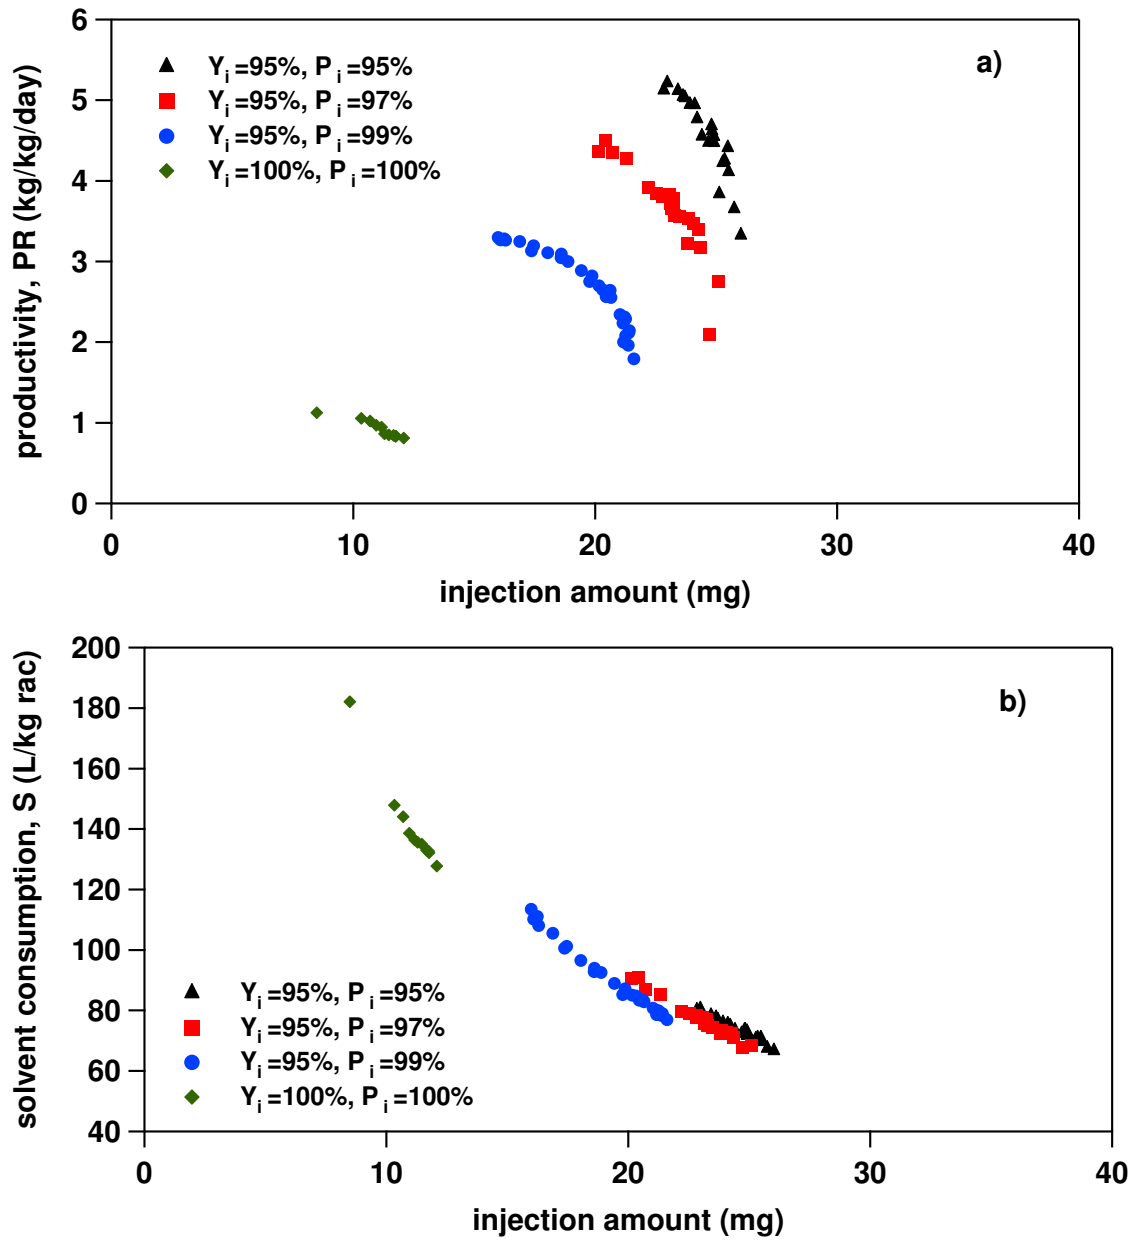 6
5
4
3
2
1
0
productivity, PR (kg/kg/day)
Y i =95%, P i =95%
Y i =95%, P i =97%
Y i =95%, P i =99%
Y i =100%, P i =100%
a)
0 10 20 30 40
injection amount (mg)
200
180
160
140
120
100
80
60
40
solvent consumption, S (L/kg rac)
b)
Y i =95%, P i =95%
Y i =95%, P i =97%
Y i =95%, P i =99%
Y i =100%, P i =100%
0 10 20 30 40
injection amount (mg)